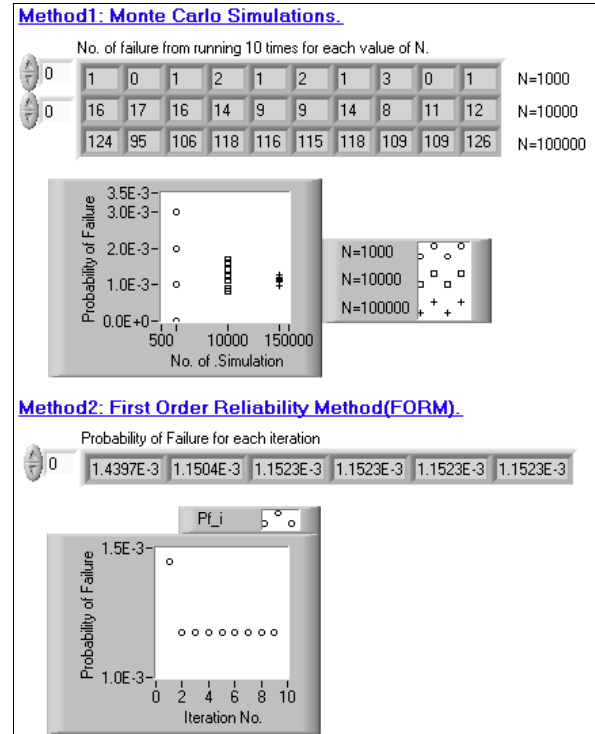 Method1: Monte Carlo Simulations.
No. of failure from running 10 times for each value of N.
0 1 0 1 2 1 2 1 3 0 1 N=1000
0 16 17 16 14 9 9 14 8 11 12 N=10000
124 95 106 118 116 115 118 109 109 126 N=100000
Probability of Failure
3.5E-3
3.0E-3
2.0E-3
1.0E-3
0.0E+0
500 10000 150000
No. of .Simulation
N=1000
N=10000
N=100000
Method2: First Order Reliability Method(FORM).
Probability of Failure for each iteration
0 1.4397E-3 1.1504E-3 1.1523E-3 1.1523E-3 1.1523E-3 1.1523E-3
Pf_i
Probability of Failure
1.5E-3
1.0E-3
0 2 4 6 8 10
Iteration No.